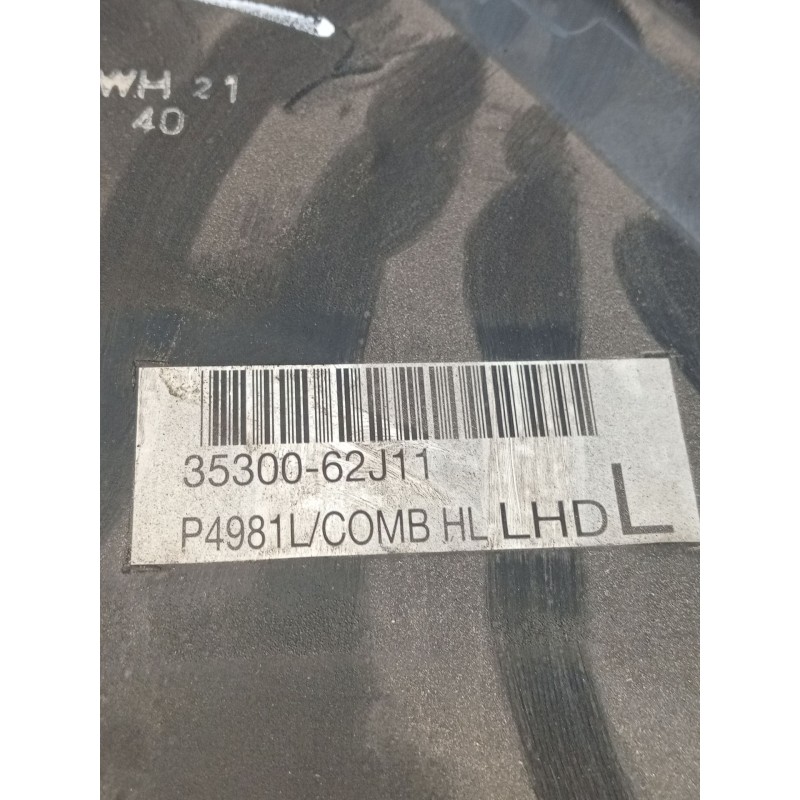 WH 21
40
35300-62J11
P4981L/COMB HL LHD L